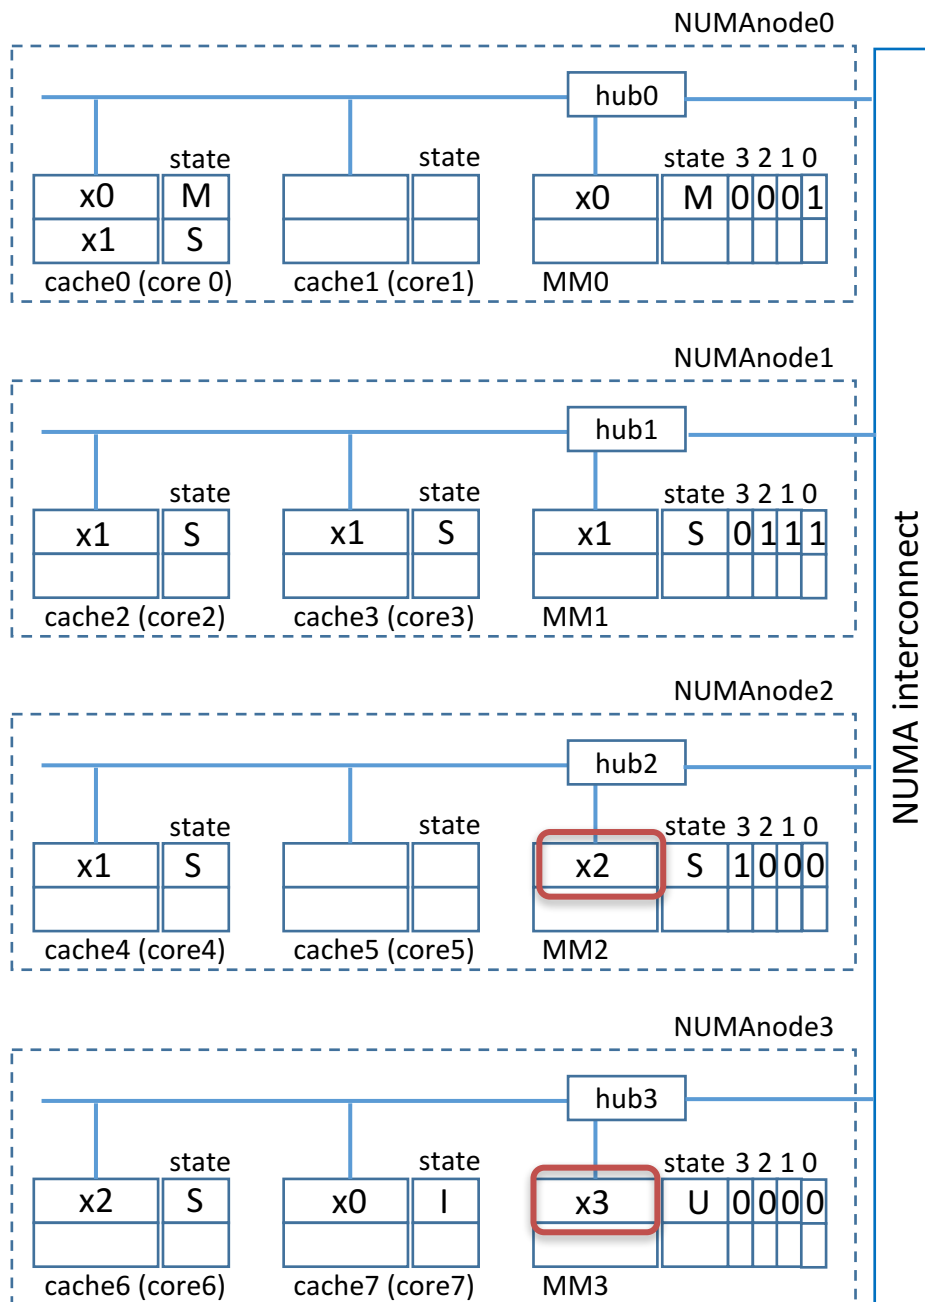 NUMAnode0
hub0
state state state 3 2 1 0
x0 M x0 M 0 0 0 1
x1 S
cache0 (core 0) cache1 (core1) MM0
NUMAnode1
hub1
state state state 3 2 1 0
x1 S x1 S x1 S 0 1 1 1
cache2 (core2) cache3 (core3) MM1
NUMA interconnect
NUMAnode2
hub2
state state state 3 2 1 0
x1 S x2 S 1 0 0 0
cache4 (core4) cache5 (core5) MM2
NUMAnode3
hub3
state state state 3 2 1 0
x2 S x0 I x3 U 0 0 0 0
cache6 (core6) cache7 (core7) MM3